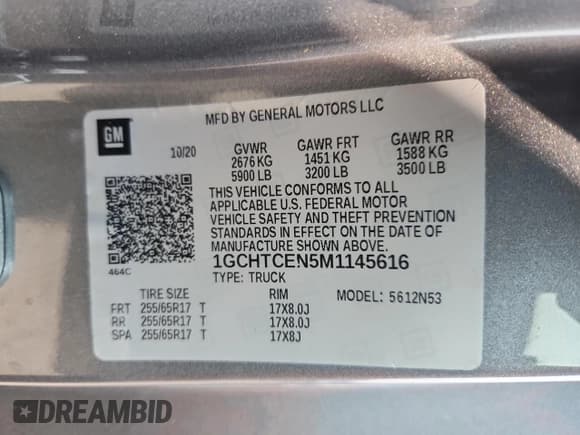 MFD BY GENERAL MOTORS LLC
GM
10/20
GVWR GAWR FRT GAWR RR
2676 KG 1451 KG 1588 KG
5900 LB 3200 LB 3500 LB
THIS VEHICLE CONFORMS TO ALL
APPLICABLE U.S. FEDERAL MOTOR
VEHICLE SAFETY AND THEFT PREVENTION
STANDARDS IN EFFECT ON THE DATE OF
MANUFACTURE SHOWN ABOVE.
464C
1GCHTCEN5M1145616
TYPE: TRUCK
TIRE SIZE RIM MODEL: 5612N53
FRT 255/65R17 T 17X8.0J
RR 255/65R17 T 17X8.0J
SPA 255/65R17 T 17X8J
DREAMBID